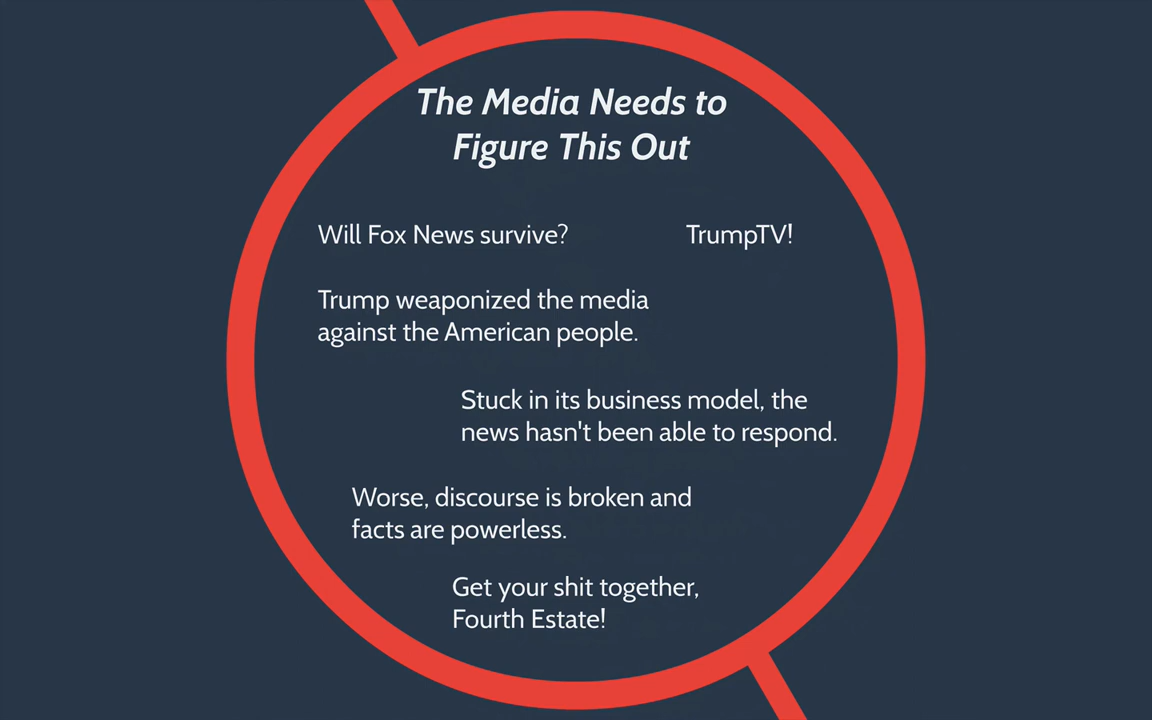 The Media Needs to
Figure This Out
Will Fox News survive?
TrumpTV!
Trump weaponized the media
against the American people.
Stuck in its business model, the
news hasn't been able to respond.
Worse, discourse is broken and
facts are powerless.
Get your shit together,
Fourth Estate!